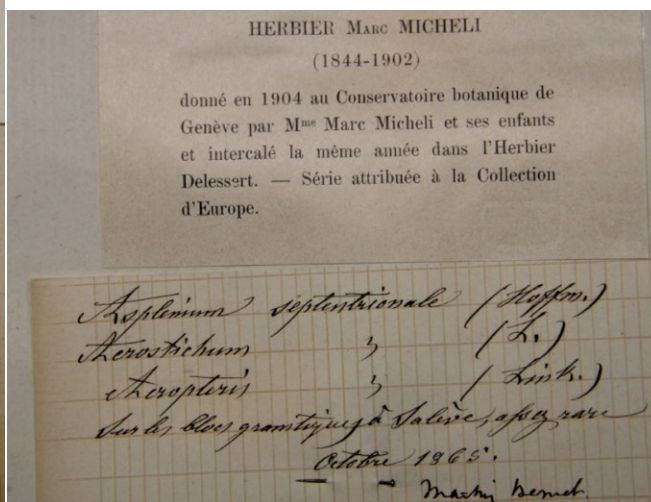 HERBIER MARC MICHELI
(1844-1902)
donné en 1904 au Conservatoire botanique de
Genève par Mme Marc Micheli et ses enfants
et intercalé la même année dans l'Herbier
Delessert. — Série attribuée à la Collection
d'Europe.
Asplenium septentrionale (Hoffm.)
Acrostichum " (L.)
Acropteris " (Link.)
Sur les blocs granitiques à Salève, assez rare
Octobre 1865.
Bernet